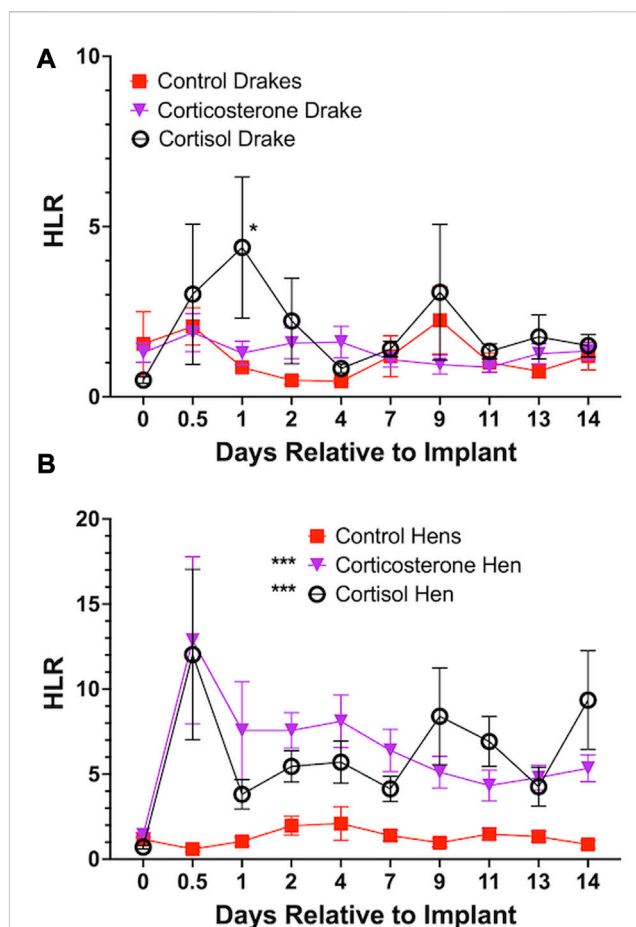 A
10
Control Drakes
Corticosterone Drake
Cortisol Drake
HLR
5
*
0
0 0.5 1 2 4 7 9 11 13 14
Days Relative to Implant
B
20
Control Hens
*** Corticosterone Hen
*** Cortisol Hen
15
HLR
10
5
0
0 0.5 1 2 4 7 9 11 13 14
Days Relative to Implant